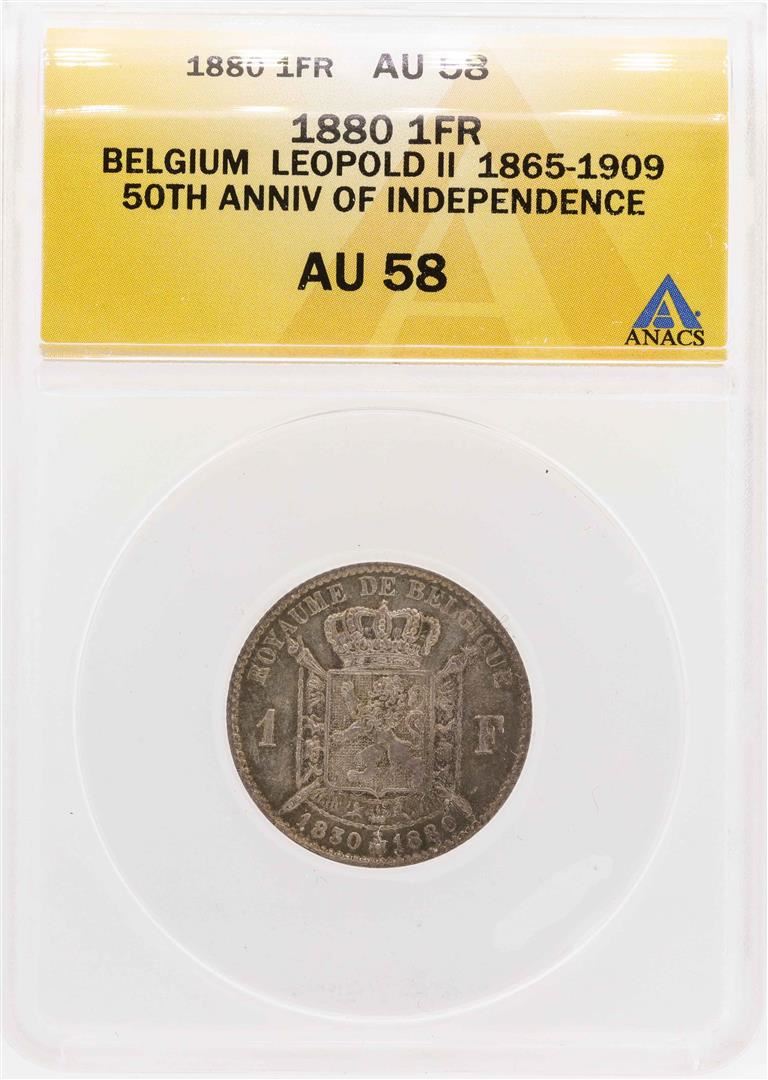 1880 1FR AU 58
1880 1FR
BELGIUM LEOPOLD II 1865-1909
50TH ANNIV OF INDEPENDENCE
AU 58
ANACS
ROYAUME DE BELGIQUE
1 F
1830 1880